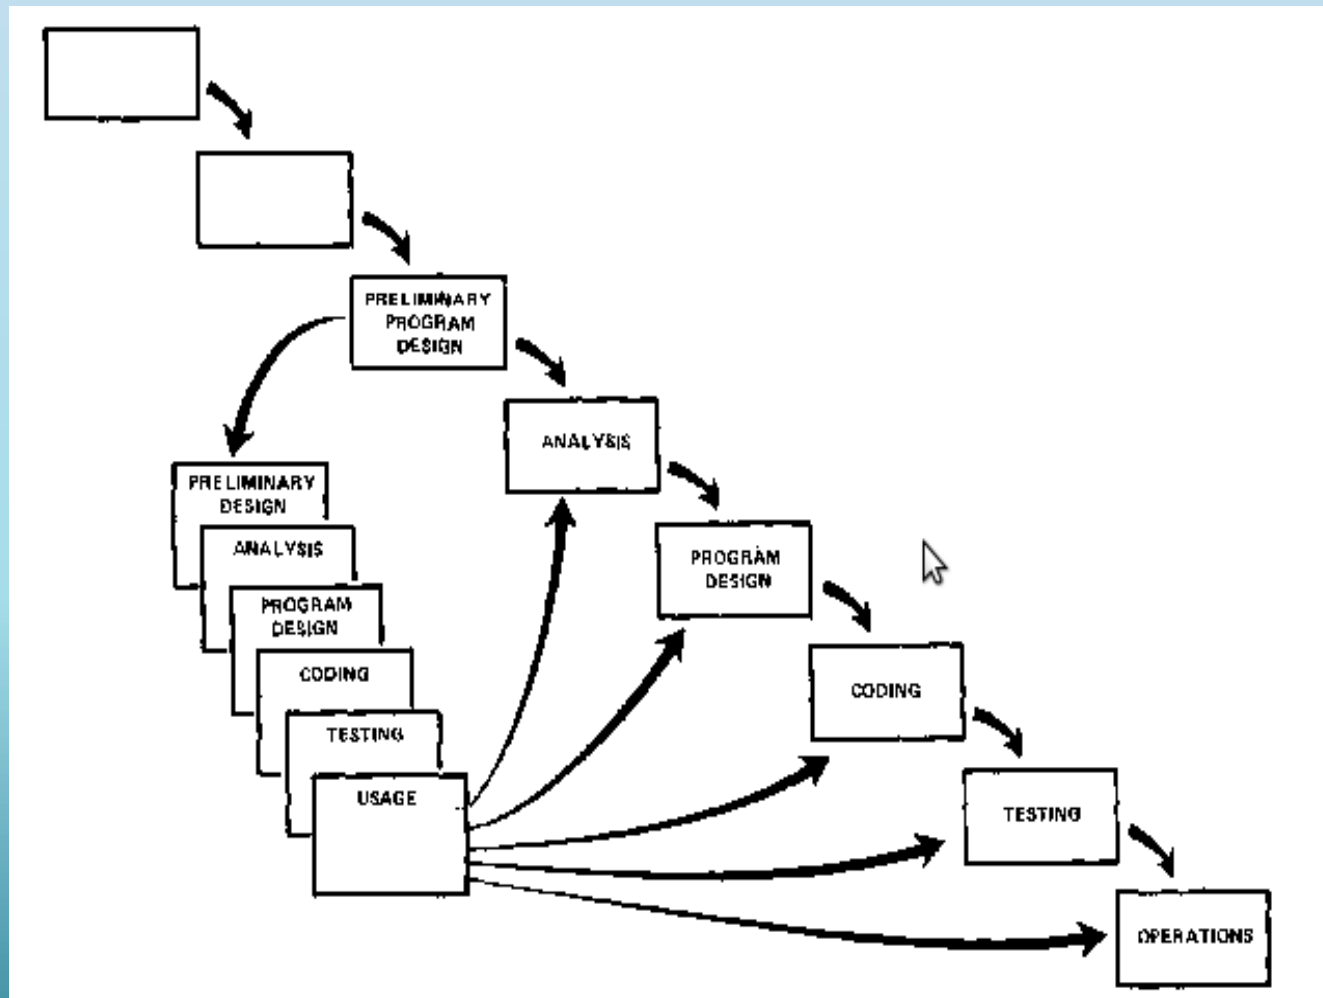 PRELIMINARY
PROGRAM
DESIGN
ANALYSIS
PROGRAM
DESIGN
CODING
TESTING
OPERATIONS
PRELIMINARY
DESIGN
ANALYSIS
PROGRAM
DESIGN
CODING
TESTING
USAGE